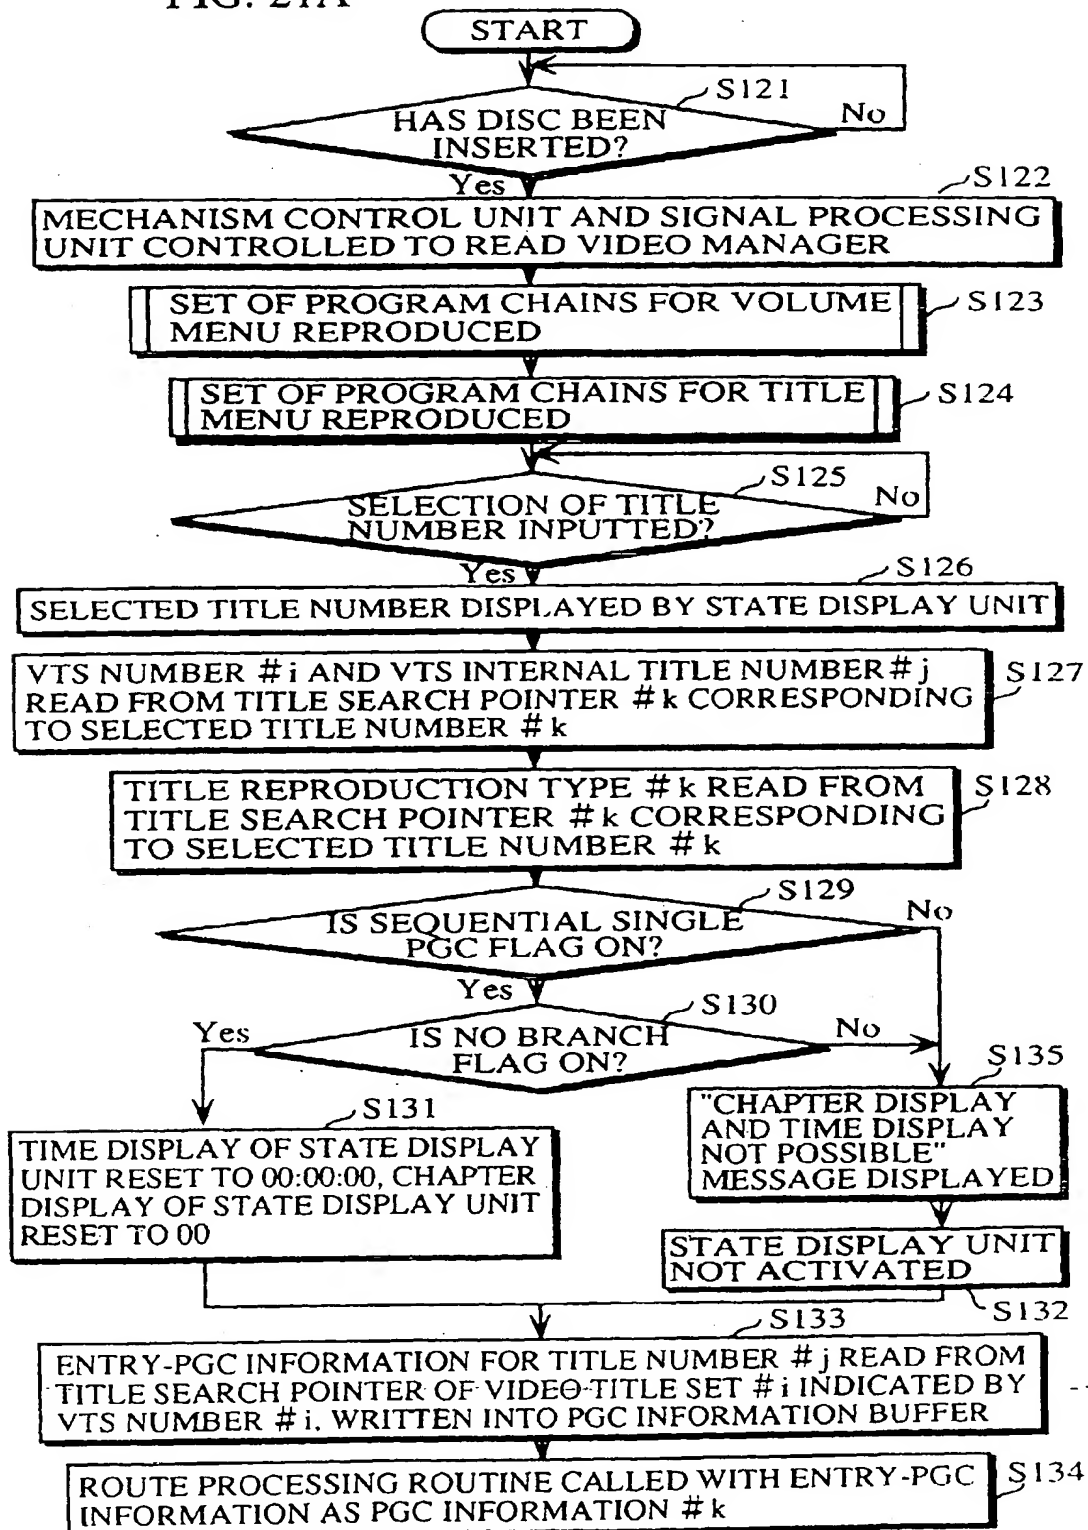 START
S121
HAS DISC BEEN
INSERTED?
No
Yes
S122
MECHANISM CONTROL UNIT AND SIGNAL PROCESSING
UNIT CONTROLLED TO READ VIDEO MANAGER
SET OF PROGRAM CHAINS FOR VOLUME
MENU REPRODUCED
S123
SET OF PROGRAM CHAINS FOR TITLE
MENU REPRODUCED
S124
S125
SELECTION OF TITLE
NUMBER INPUTTED?
No
Yes
S126
SELECTED TITLE NUMBER DISPLAYED BY STATE DISPLAY UNIT
VTS NUMBER #i AND VTS INTERNAL TITLE NUMBER #j
READ FROM TITLE SEARCH POINTER #k CORRESPONDING
TO SELECTED TITLE NUMBER #k
S127
TITLE REPRODUCTION TYPE #k READ FROM
TITLE SEARCH POINTER #k CORRESPONDING
TO SELECTED TITLE NUMBER #k
S128
S129
IS SEQUENTIAL SINGLE
PGC FLAG ON?
No
Yes
S130
IS NO BRANCH
FLAG ON?
Yes
No
S131
TIME DISPLAY OF STATE DISPLAY
UNIT RESET TO 00:00:00, CHAPTER
DISPLAY OF STATE DISPLAY UNIT
RESET TO 00
S135
"CHAPTER DISPLAY
AND TIME DISPLAY
NOT POSSIBLE"
MESSAGE DISPLAYED
STATE DISPLAY UNIT
NOT ACTIVATED
S132
S133
ENTRY-PGC INFORMATION FOR TITLE NUMBER #j READ FROM
TITLE SEARCH POINTER OF VIDEO TITLE SET #i INDICATED BY
VTS NUMBER #i, WRITTEN INTO PGC INFORMATION BUFFER
ROUTE PROCESSING ROUTINE CALLED WITH ENTRY-PGC
INFORMATION AS PGC INFORMATION #k
S134